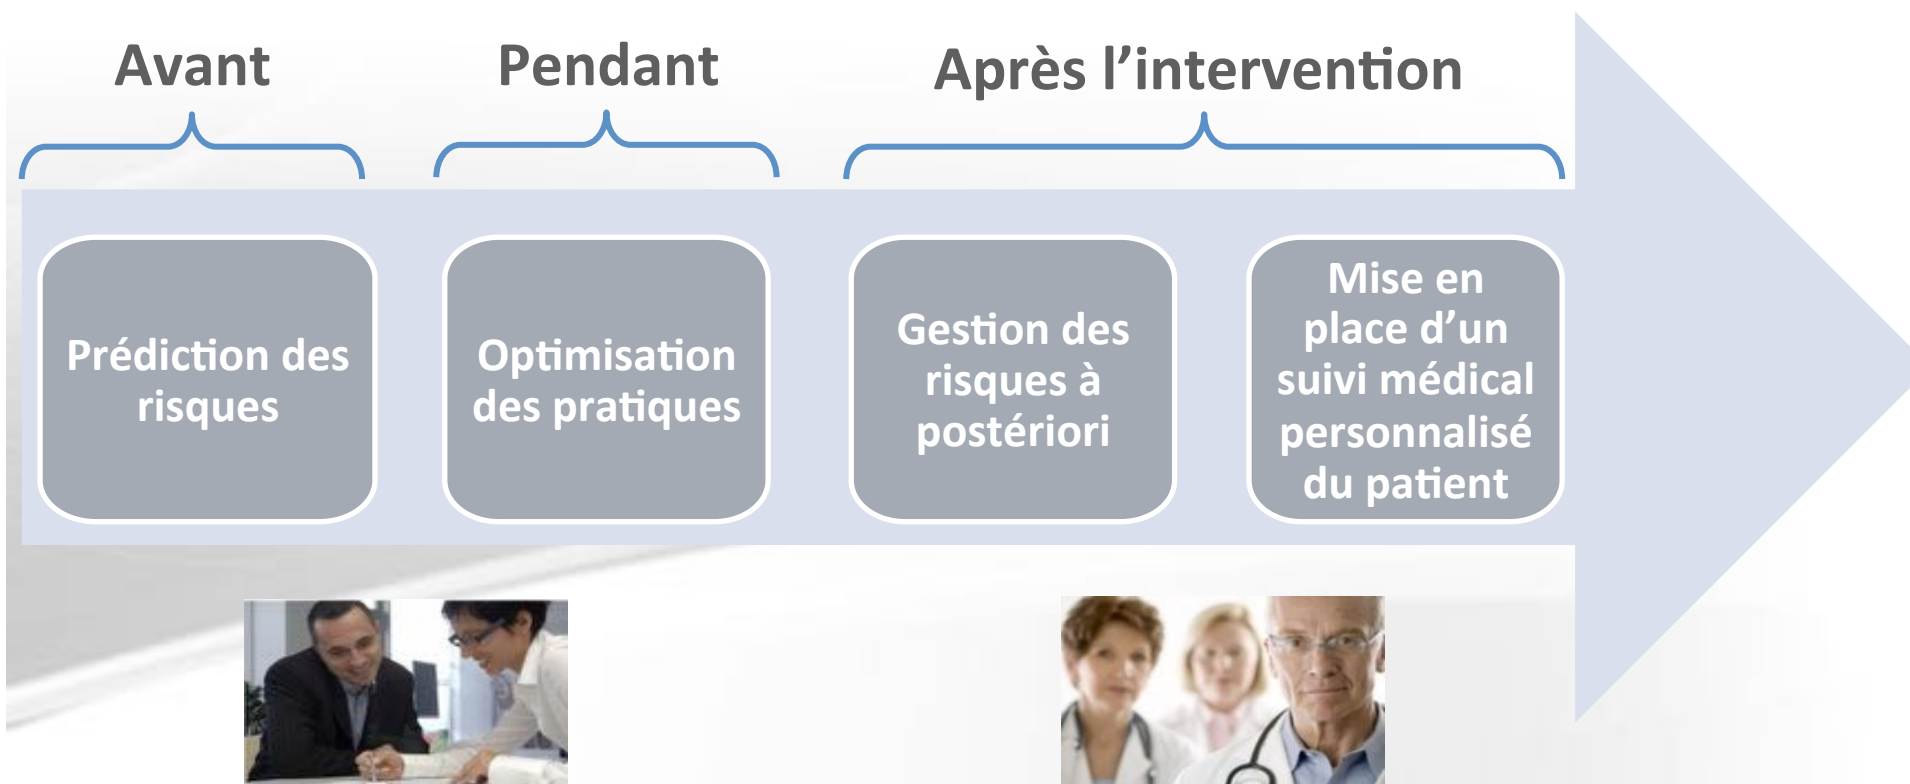 Avant
Pendant
Après l’intervention
Prédiction des
risques
Optimisation
des pratiques
Gestion des
risques à
postériori
Mise en
place d’un
suivi médical
personnalisé
du patient